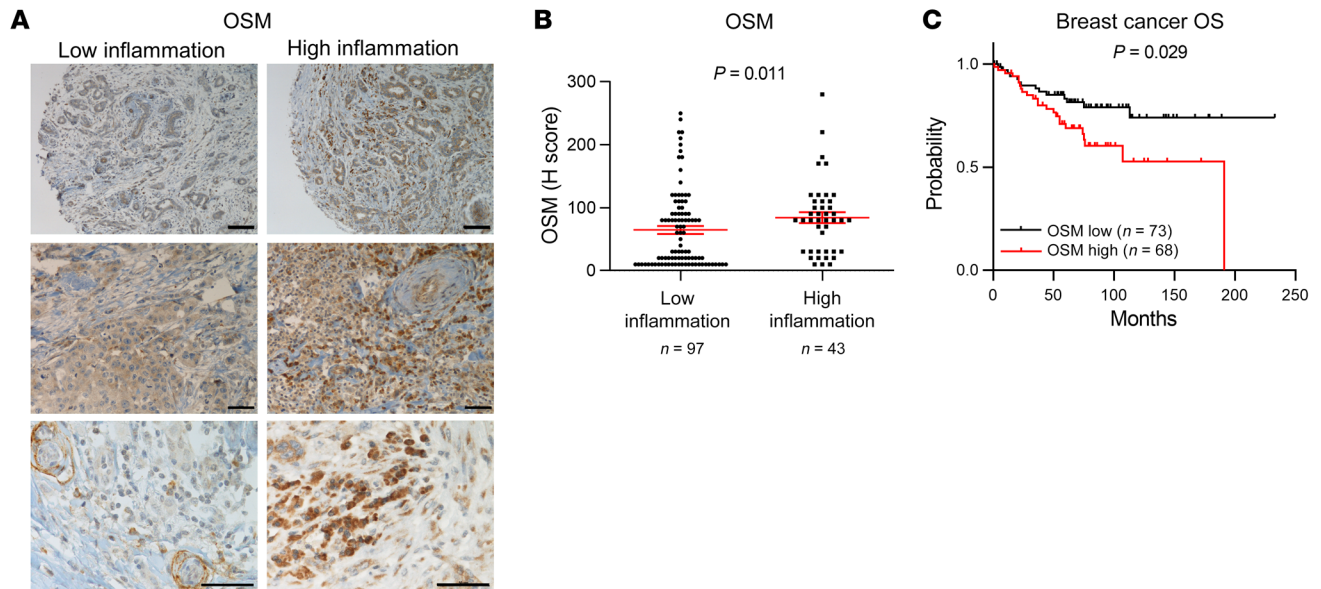 A
OSM
Low inflammation
High inflammation
B
OSM
P = 0.011
OSM (H score)
300
200
100
0
Low
inflammation
High
inflammation
n = 97
n = 43
C
Breast cancer OS
P = 0.029
Probability
1.0
0.5
0.0
OSM low (n = 73)
OSM high (n = 68)
0
50
100
150
200
250
Months